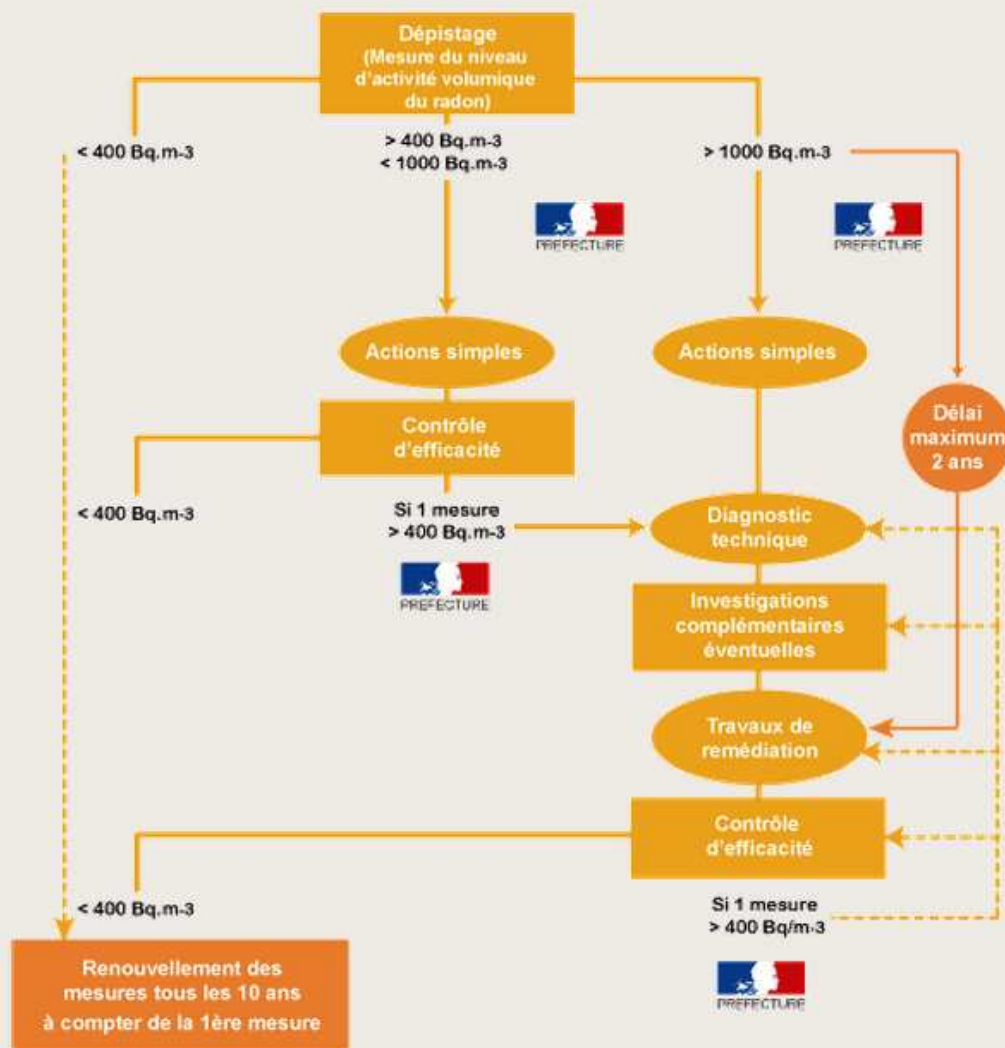 Dépistage
(Mesure du niveau
d'activité volumique
du radon)
< 400 Bq.m-3
> 400 Bq.m-3
< 1000 Bq.m-3
> 1000 Bq.m-3
PREFECTURE
PREFECTURE
Actions simples
Actions simples
Délai
maximum
2 ans
Contrôle
d'efficacité
< 400 Bq.m-3
Si 1 mesure
> 400 Bq.m-3
PREFECTURE
Diagnostic
technique
Investigations
complémentaires
éventuelles
Travaux de
remédiation
Contrôle
d'efficacité
< 400 Bq.m-3
Si 1 mesure
> 400 Bq/m-3
PREFECTURE
Renouvellement des
mesures tous les 10 ans
à compter de la 1ère mesure